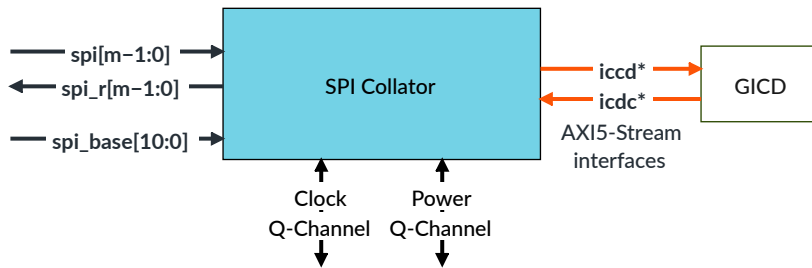 spi[m−1:0]
spi_r[m−1:0]
spi_base[10:0]
SPI Collator
iccd*
icdc*
AXI5-Stream
interfaces
GICD
Clock
Q-Channel
Power
Q-Channel